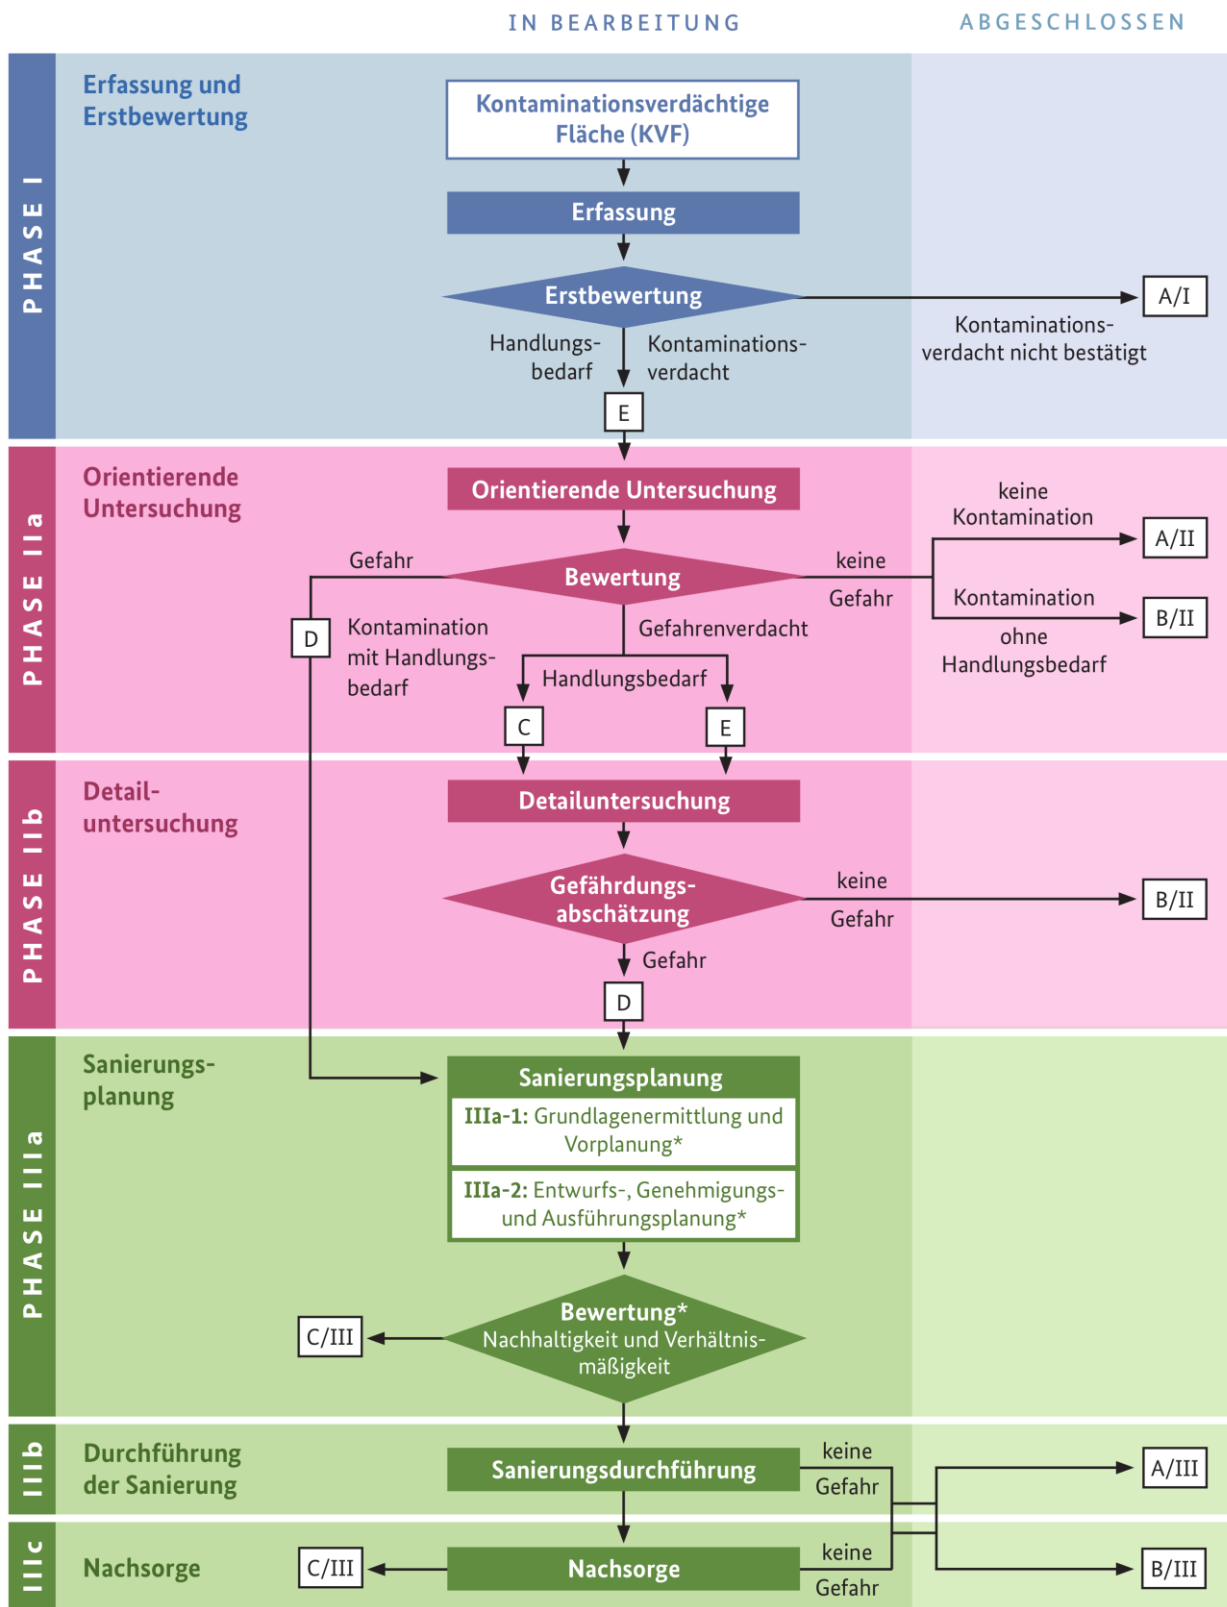 IN BEARBEITUNG
ABGESCHLOSSEN
PHASE I
Erfassung und
Erstbewertung
Kontaminationsverdächtige
Fläche (KVF)
Erfassung
Erstbewertung
A/I
Kontaminations-
verdacht nicht bestätigt
Handlungs-
bedarf
Kontaminations-
verdacht
E
PHASE IIa
Orientierende
Untersuchung
Orientierende Untersuchung
keine
Kontamination
A/II
Gefahr
Bewertung
keine
Gefahr
Kontamination
B/II
ohne
Handlungsbedarf
D
Kontamination
mit Handlungs-
bedarf
Gefahrenverdacht
Handlungsbedarf
C
E
PHASE IIb
Detail-
untersuchung
Detailuntersuchung
Gefährdungs-
abschätzung
keine
Gefahr
B/II
Gefahr
D
PHASE IIIa
Sanierungs-
planung
Sanierungsplanung
IIIa-1: Grundlagenermittlung und
Vorplanung*
IIIa-2: Entwurfs-, Genehmigungs-
und Ausführungsplanung*
Bewertung*
Nachhaltigkeit und Verhältnis-
mäßigkeit
C/III
IIIb
Durchführung
der Sanierung
Sanierungsdurchführung
keine
Gefahr
A/III
IIIc
Nachsorge
C/III
Nachsorge
keine
Gefahr
B/III